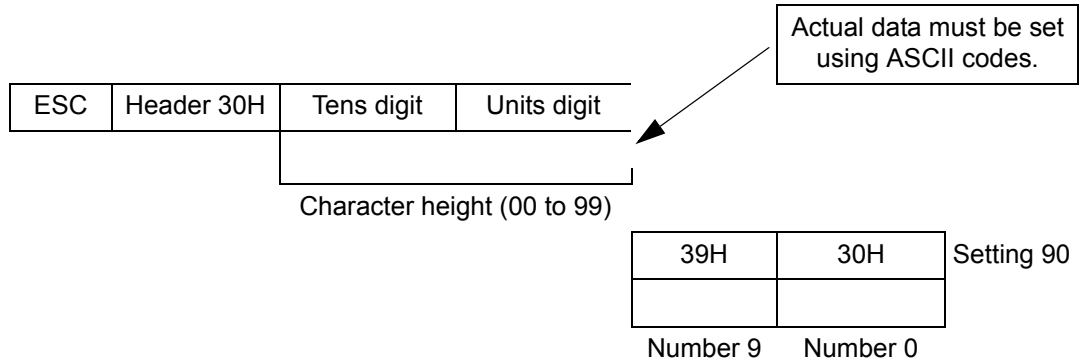 Actual data must be set
using ASCII codes.
ESC Header 30H Tens digit Units digit
Character height (00 to 99)
39H 30H Setting 90
Number 9 Number 0